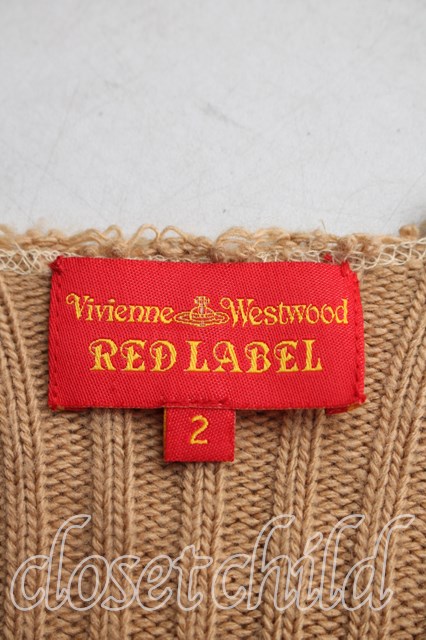 Vivienne Westwood
RED LABEL
2
closet child